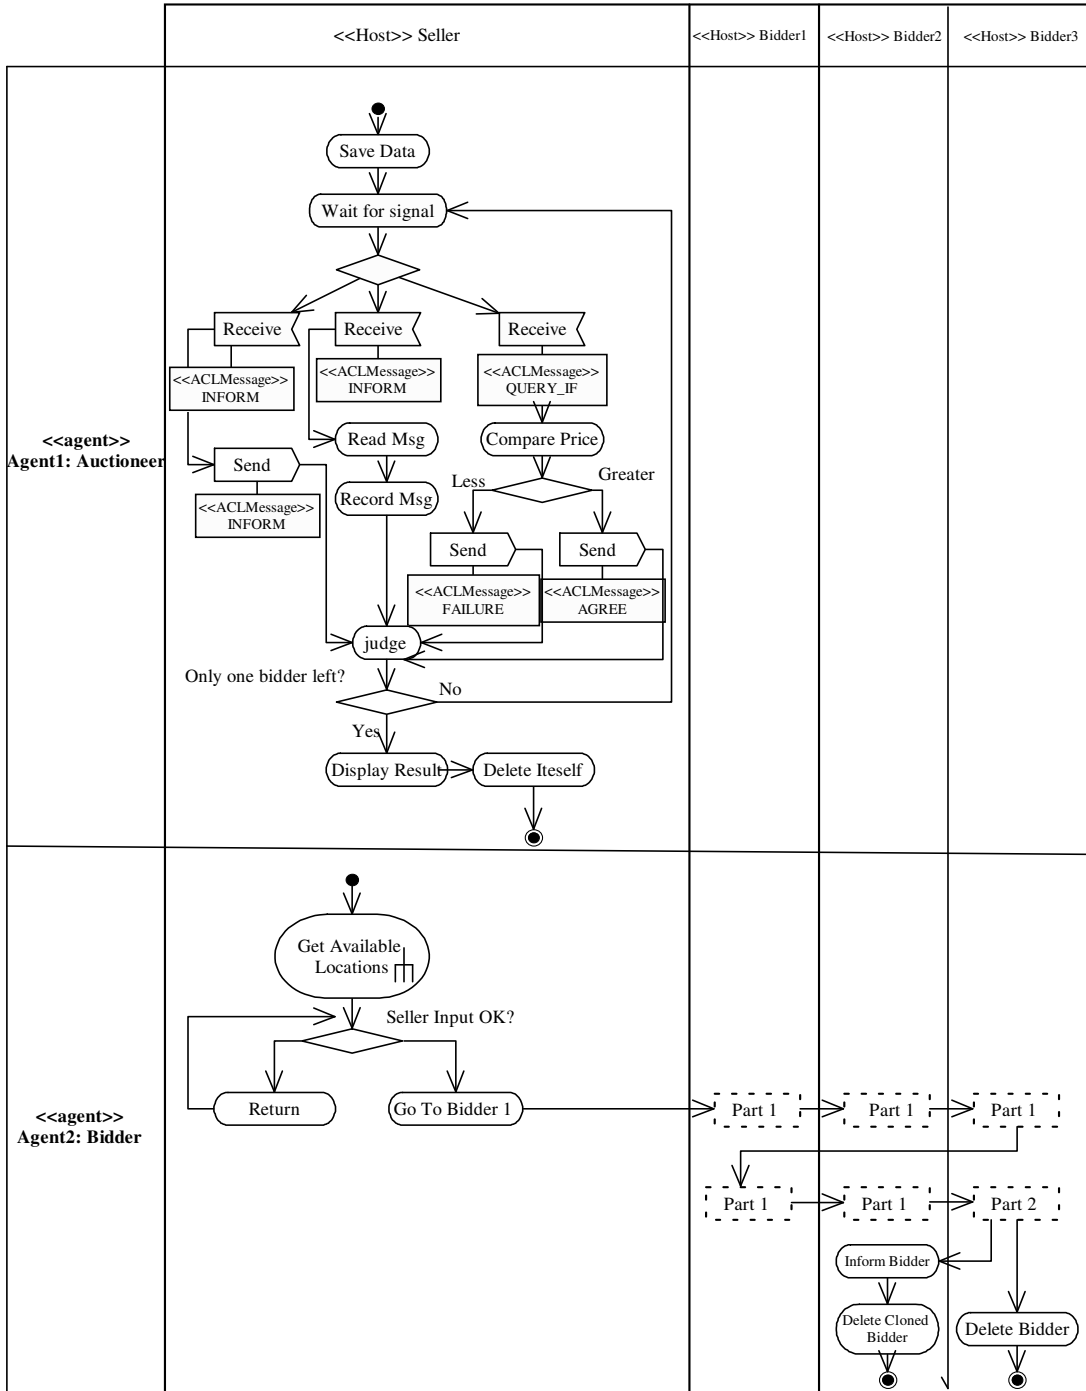 <<Host>> Seller
<<Host>> Bidder1
<<Host>> Bidder2
<<Host>> Bidder3
<<agent>>
Agent1: Auctioneer
Save Data
Wait for signal
Receive
<<ACLMessage>>
INFORM
Receive
<<ACLMessage>>
INFORM
Receive
<<ACLMessage>>
QUERY_IF
Read Msg
Compare Price
Send
<<ACLMessage>>
INFORM
Record Msg
Less
Greater
Send
<<ACLMessage>>
FAILURE
Send
<<ACLMessage>>
AGREE
judge
Only one bidder left?
No
Yes
Display Result
Delete Iteself
<<agent>>
Agent2: Bidder
Get Available
Locations
Seller Input OK?
Return
Go To Bidder 1
Part 1
Part 1
Part 1
Part 1
Part 1
Part 2
Inform Bidder
Delete Cloned
Bidder
Delete Bidder